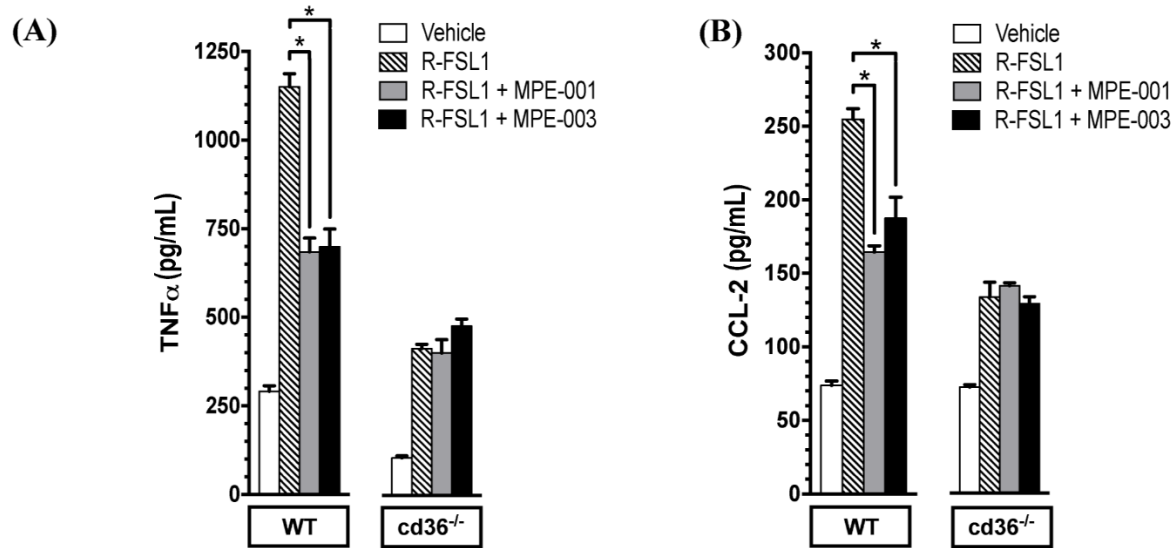 (A)
*
*
Vehicle
R-FSL1
R-FSL1 + MPE-001
R-FSL1 + MPE-003
TNFα (pg/mL)
1250
1000
750
500
250
0
WT
cd36-/-
(B)
*
*
Vehicle
R-FSL1
R-FSL1 + MPE-001
R-FSL1 + MPE-003
CCL-2 (pg/mL)
300
250
200
150
100
50
0
WT
cd36-/-